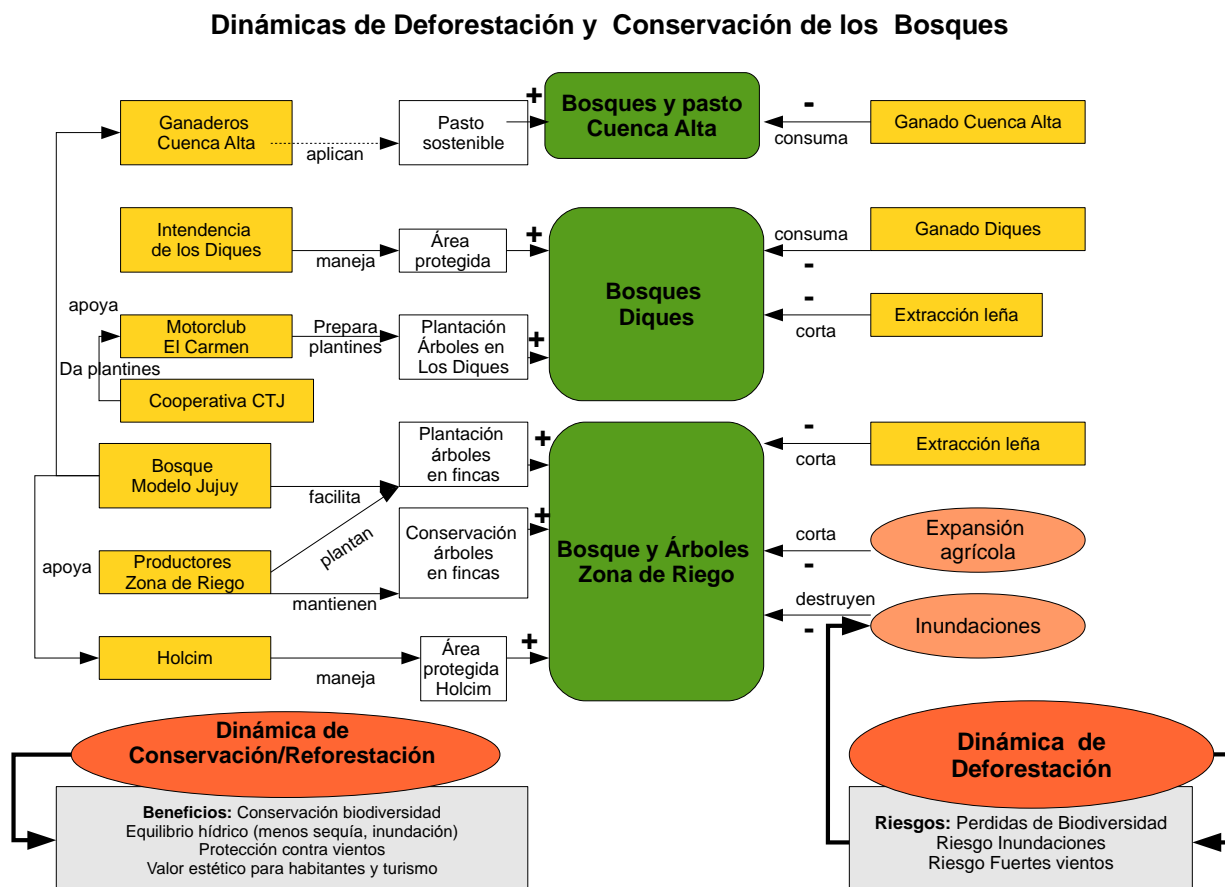 Dinámicas de Deforestación y  Conservación de los  Bosques
Ganaderos
Cuenca Alta
aplican
Pasto
sostenible
+
Bosques y pasto
Cuenca Alta
-
consuma
Ganado Cuenca Alta
Intendencia
de los Diques
maneja
Área
protegida
+
Bosques
Diques
consuma
-
Ganado Diques
-
corta
Extracción leña
apoya
Motorclub
El Carmen
Prepara
plantines
Plantación
Árboles en
Los Diques
+
Da plantines
Cooperativa CTJ
Bosque
Modelo Jujuy
facilita
Plantación
árboles
en fincas
+
Bosque y Árboles
Zona de Riego
-
corta
Extracción leña
apoya
Productores
Zona de Riego
plantan
mantienen
Conservación
árboles
en fincas
+
corta
-
Expansión
agrícola
destruyen
-
Inundaciones
Holcim
maneja
Área
protegida
Holcim
+
Dinámica de
Conservación/Reforestación
Beneficios: Conservación biodiversidad
Equilibrio hídrico (menos sequía, inundación)
Protección contra vientos
Valor estético para habitantes y turismo
Dinámica  de
Deforestación
Riesgos: Perdidas de Biodiversidad
Riesgo Inundaciones
Riesgo Fuertes vientos